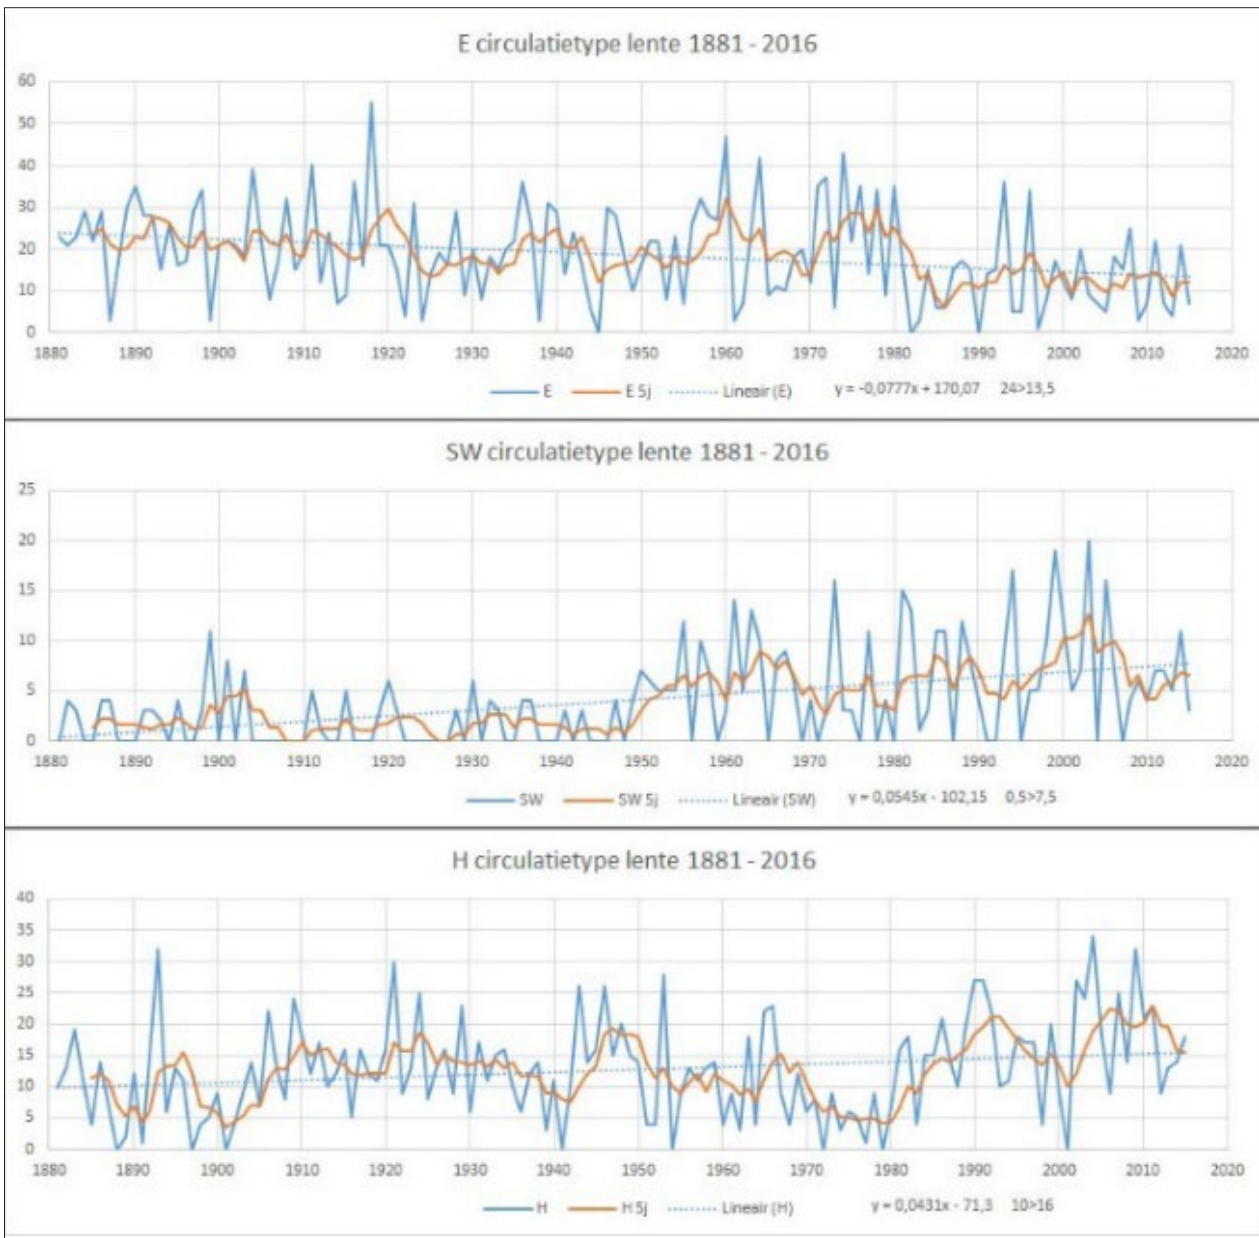 E circulatietype lente 1881 - 2016
60
50
40
30
20
10
0
1880 1890 1900 1910 1920 1930 1940 1950 1960 1970 1980 1990 2000 2010 2020
E E 5j Lineair (E) y = -0,0777x + 170,07 24>13,5
SW circulatietype lente 1881 - 2016
25
20
15
10
5
0
1880 1890 1900 1910 1920 1930 1940 1950 1960 1970 1980 1990 2000 2010 2020
SW SW 5j Lineair (SW) y = 0,0545x - 102,15 0,5>7,5
H circulatietype lente 1881 - 2016
40
35
30
25
20
15
10
5
0
1880 1890 1900 1910 1920 1930 1940 1950 1960 1970 1980 1990 2000 2010 2020
H H 5j Lineair (H) y = 0,0431x - 71,3 10>16